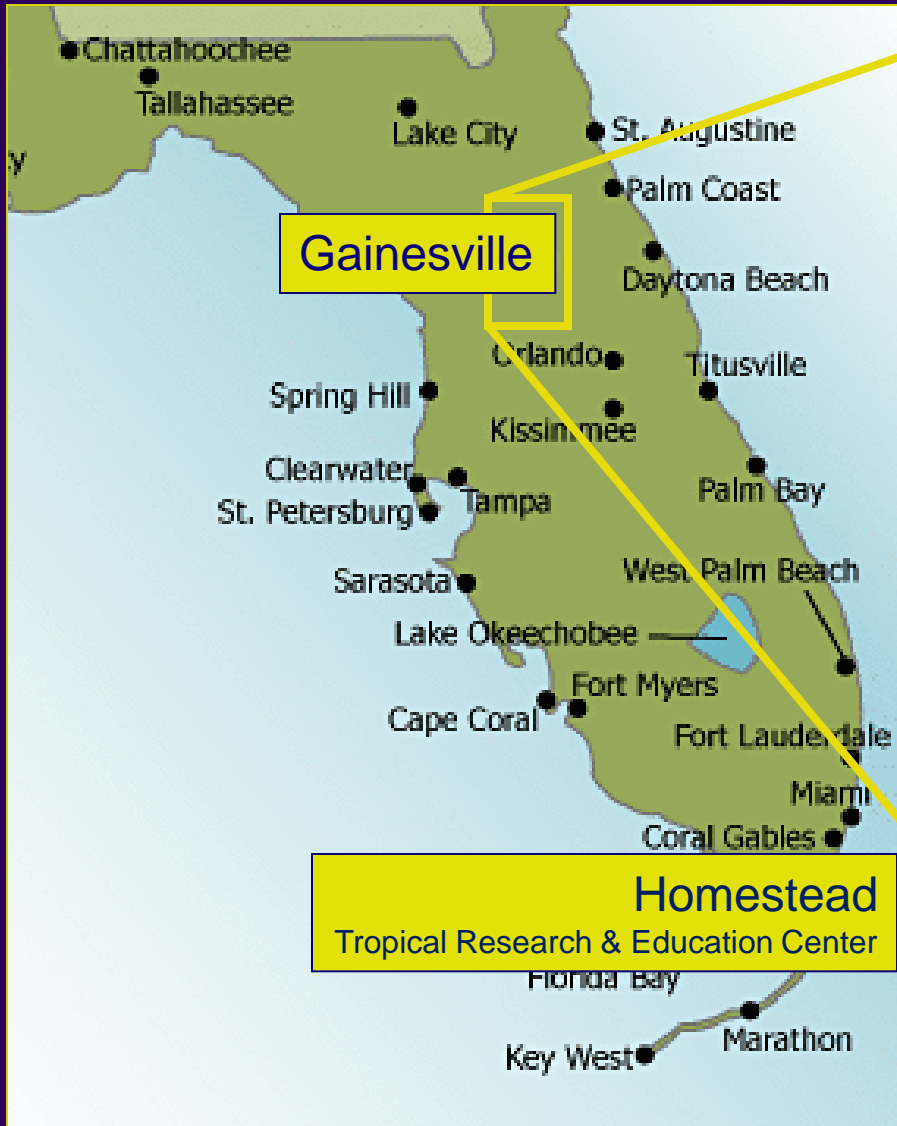 Chattahoochee
Tallahassee
Lake City
St. Augustine
y
Palm Coast
Gainesville
Daytona Beach
Orlando
Titusville
Spring Hill
Kissimmee
Clearwater
Tampa
Palm Bay
St. Petersburg
West Palm Beach
Sarasota
Lake Okeechobee
Fort Myers
Cape Coral
Fort Lauderdale
Miami
Coral Gables
Homestead
Tropical Research & Education Center
Florida Bay
Marathon
Key West